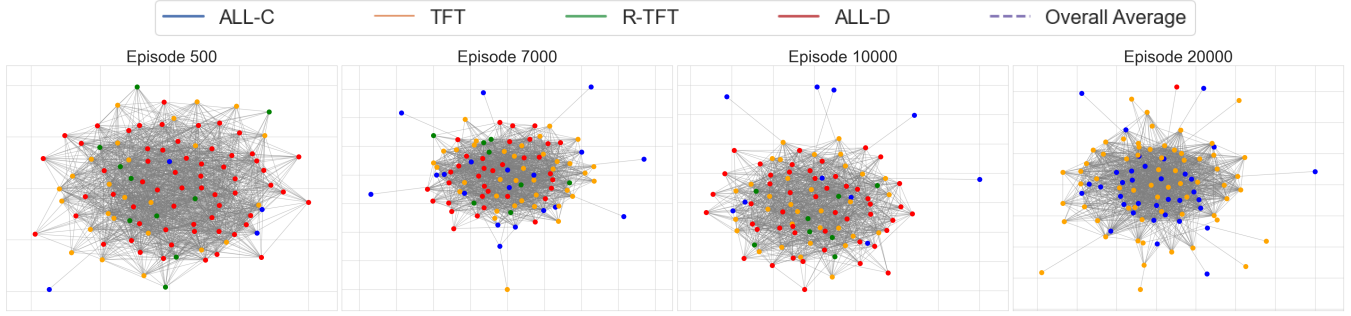 ALL-C TFT R-TFT ALL-D Overall Average
Episode 500 Episode 7000 Episode 10000 Episode 20000